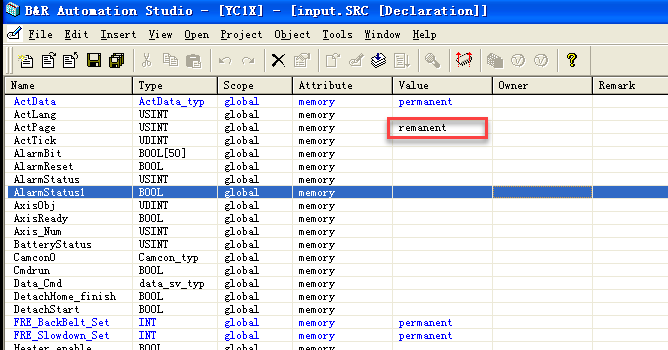 B&R Automation Studio - [YC1X] - [input.SRC [Declaration]]
Object File Edit Insert View Open Project Object Tools Window Help
Name Type Scope Attribute Value Owner Remark
ActData ActData_typ global memory permanent
ActLang USINT global memory
ActPage USINT global memory remanent
ActTick UDINT global memory
AlarmBit BOOL[50] global memory
AlarmReset BOOL global memory
AlarmStatus USINT global memory
AlarmStatus1 BOOL global memory
AxisObj UDINT global memory
AxisReady BOOL global memory
Axis_Num USINT global memory
BatteryStatus USINT global memory
CamconO Camcon_typ global memory
Cmdrun BOOL global memory
Data_Cmd data_sv_typ global memory
DetachHome_finish BOOL global memory
DetachStart BOOL global memory
FRE_BackBelt_Set INT global memory permanent
FRE_Slowdown_Set INT global memory permanent
Heater_enable BOOL global memory